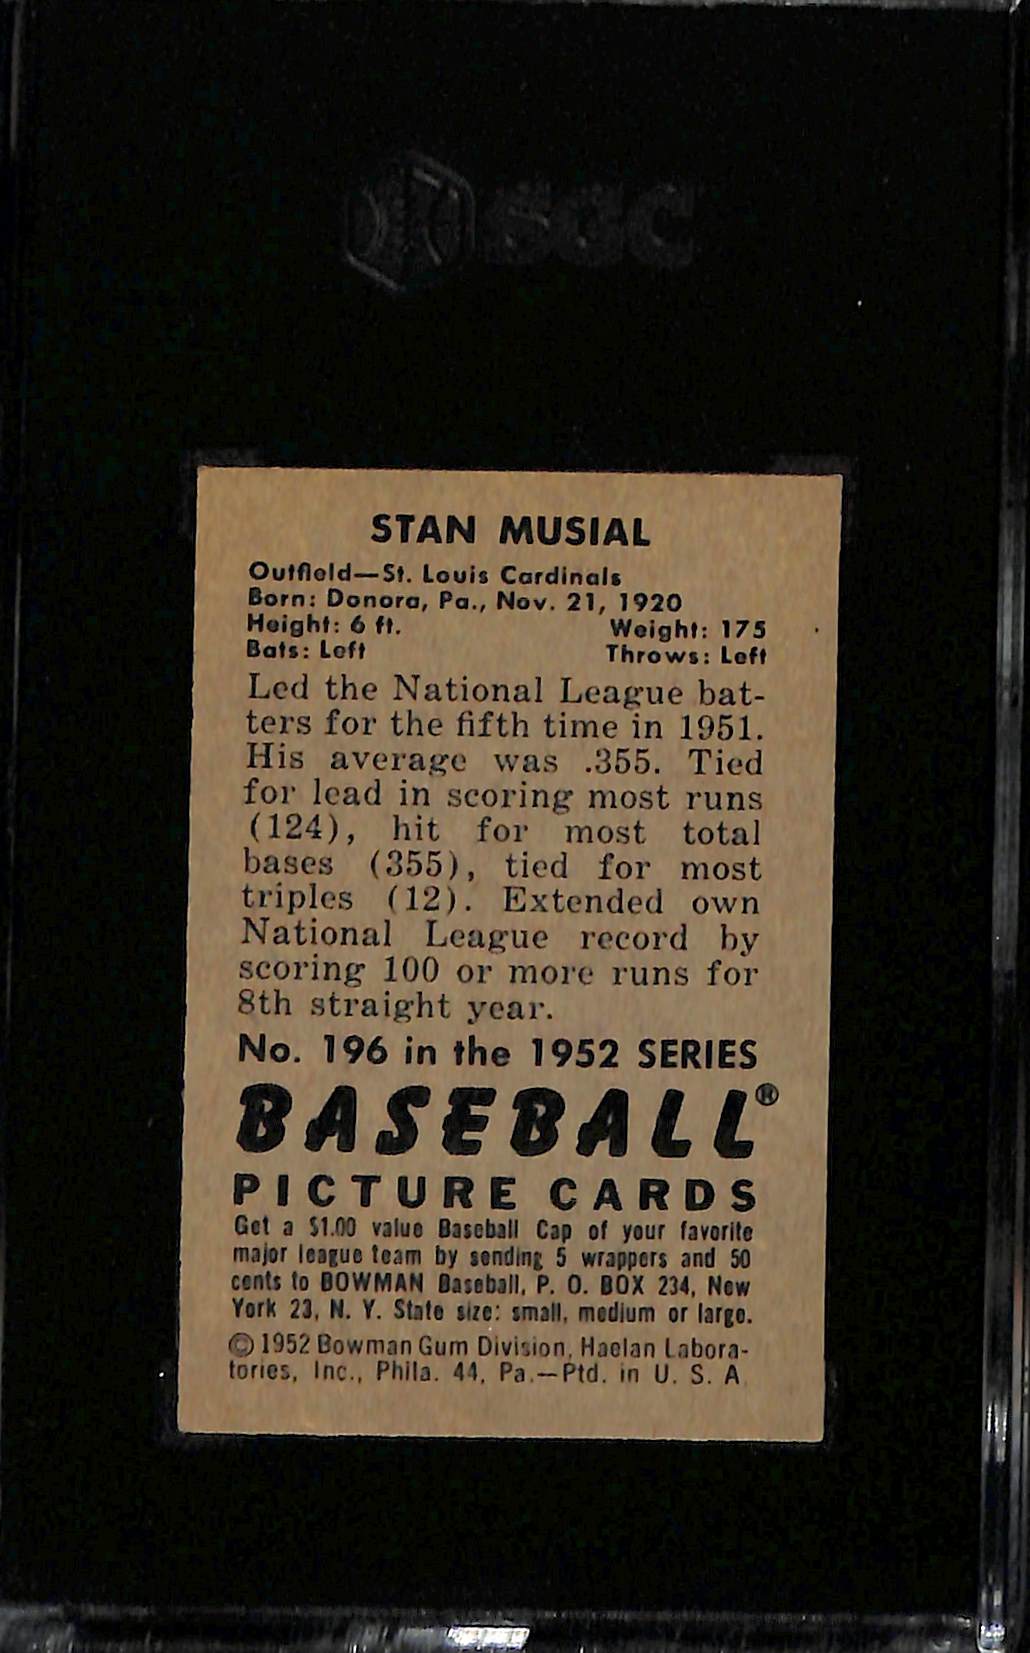 SGC
STAN MUSIAL
Outfield—St. Louis Cardinals
Born: Donora, Pa., Nov. 21, 1920
Height: 6 ft. Weight: 175
Bats: Left Throws: Left
Led the National League bat-
ters for the fifth time in 1951.
His average was .355. Tied
for lead in scoring most runs
(124), hit for most total
bases (355), tied for most
triples (12). Extended own
National League record by
scoring 100 or more runs for
8th straight year.
No. 196 in the 1952 SERIES
BASEBALL®
PICTURE CARDS
Get a $1.00 value Baseball Cap of your favorite
major league team by sending 5 wrappers and 50
cents to BOWMAN Baseball, P. O. BOX 234, New
York 23, N. Y. State size: small, medium or large.
©1952 Bowman Gum Division, Haelan Labora-
tories, Inc., Phila. 44, Pa.—Ptd. in U. S. A